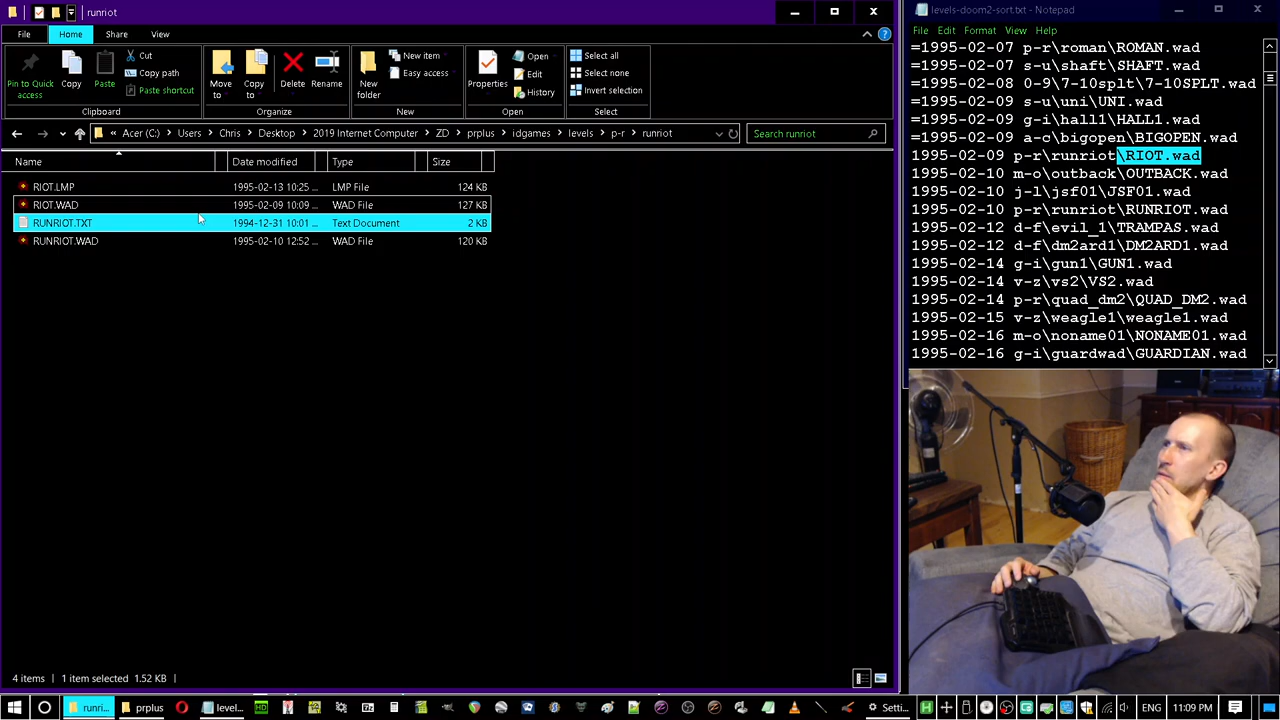 runriot
levels-doom2-sort.txt - Notepad
File Home Share View
File Edit Format View Help
Pin to Quick access
Copy
Paste
Cut
Copy path
Paste shortcut
Clipboard
Move to
Copy to
Delete
Rename
Organize
New folder
New item
Easy access
New
Properties
Open
Edit
History
Open
Select all
Select none
Invert selection
Select
Acer (C:) > Users > Chris > Desktop > 2019 Internet Computer > ZD > prplus > idgames > levels > p-r > runriot
Search runriot
Name Date modified Type Size
RIOT.LMP 1995-02-13 10:25 ... LMP File 124 KB
RIOT.WAD 1995-02-09 10:09 ... WAD File 127 KB
RUNRIOT.TXT 1994-12-31 10:01 ... Text Document 2 KB
RUNRIOT.WAD 1995-02-10 12:52 ... WAD File 120 KB
=1995-02-07 p-r\roman\ROMAN.wad
=1995-02-07 s-u\shaft\SHAFT.wad
=1995-02-08 0-9\7-10splt\7-10SPLT.wad
=1995-02-09 s-u\uni\UNI.wad
=1995-02-09 g-i\hall1\HALL1.wad
=1995-02-09 a-c\bigopen\BIGOPEN.wad
1995-02-09 p-r\runriot\RIOT.wad
1995-02-10 m-o\outback\OUTBACK.wad
1995-02-10 j-l\jsf01\JSF01.wad
1995-02-10 p-r\runriot\RUNRIOT.wad
1995-02-12 d-f\evil_1\TRAMPAS.wad
1995-02-12 d-f\dm2ard1\DM2ARD1.wad
1995-02-14 g-i\gun1\GUN1.wad
1995-02-14 v-z\vs2\VS2.wad
1995-02-14 p-r\quad_dm2\QUAD_DM2.wad
1995-02-15 v-z\weagle1\weagle1.wad
1995-02-16 m-o\noname01\NONAME01.wad
1995-02-16 g-i\guardwad\GUARDIAN.wad
4 items 1 item selected 1.52 KB
runri... prplus level... Setti... ENG 11:09 PM